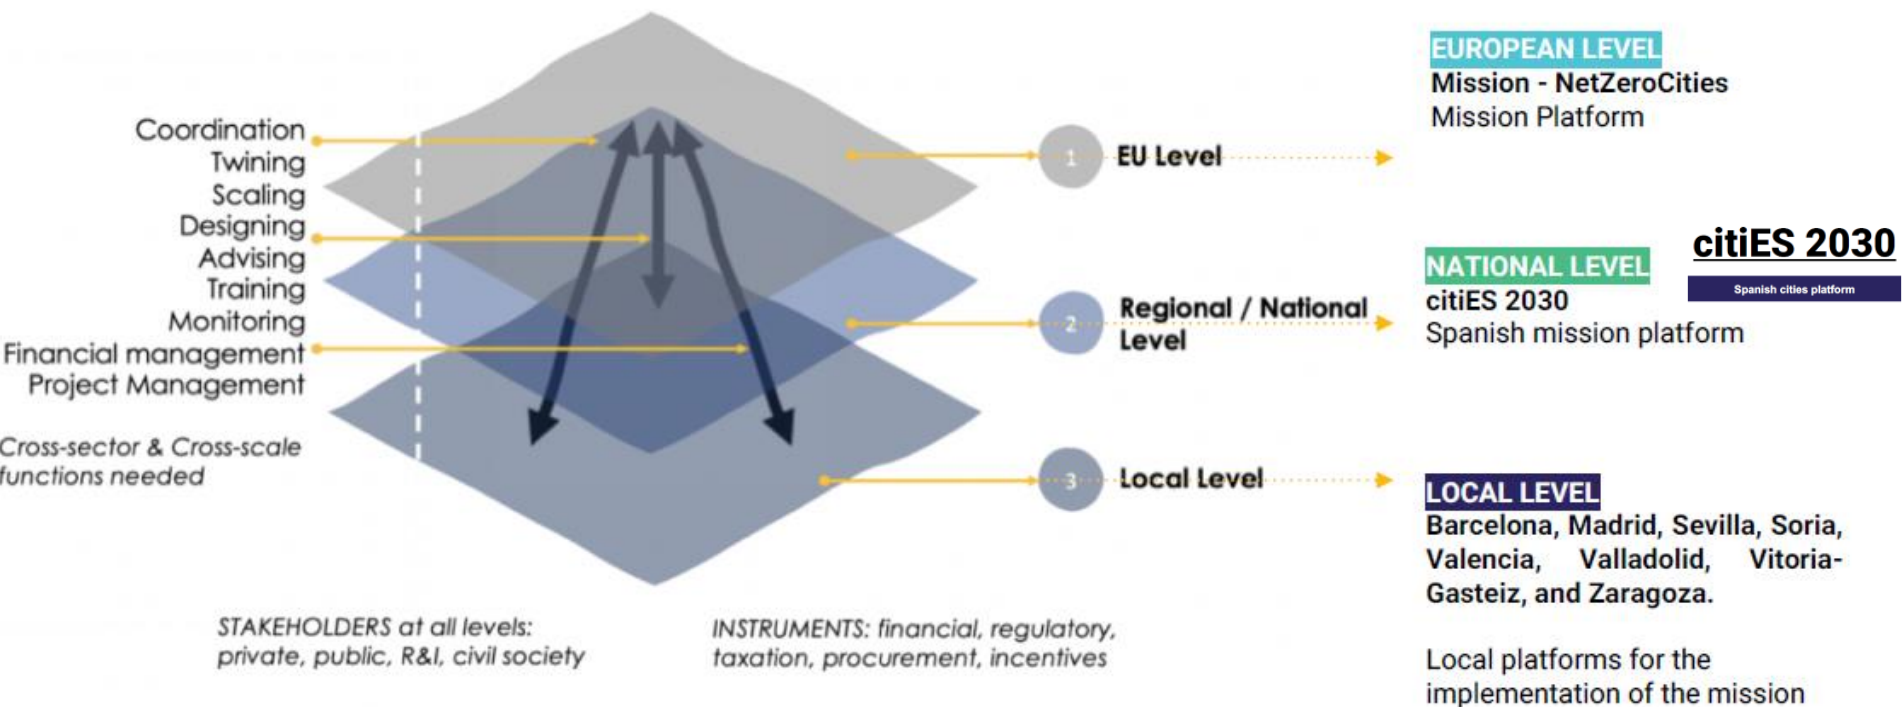 Coordination
Twining
Scaling
Designing
Advising
Training
Monitoring
Financial management
Project Management
Cross-sector & Cross-scale
functions needed
STAKEHOLDERS at all levels:
private, public, R&I, civil society
INSTRUMENTS: financial, regulatory,
taxation, procurement, incentives
1
EU Level
2
Regional / National
Level
3
Local Level
EUROPEAN LEVEL
Mission - NetZeroCities
Mission Platform
NATIONAL LEVEL
citiES 2030
Spanish mission platform
citiES 2030
Spanish cities platform
LOCAL LEVEL
Barcelona, Madrid, Sevilla, Soria,
Valencia, Valladolid, Vitoria-
Gasteiz, and Zaragoza.
Local platforms for the
implementation of the mission